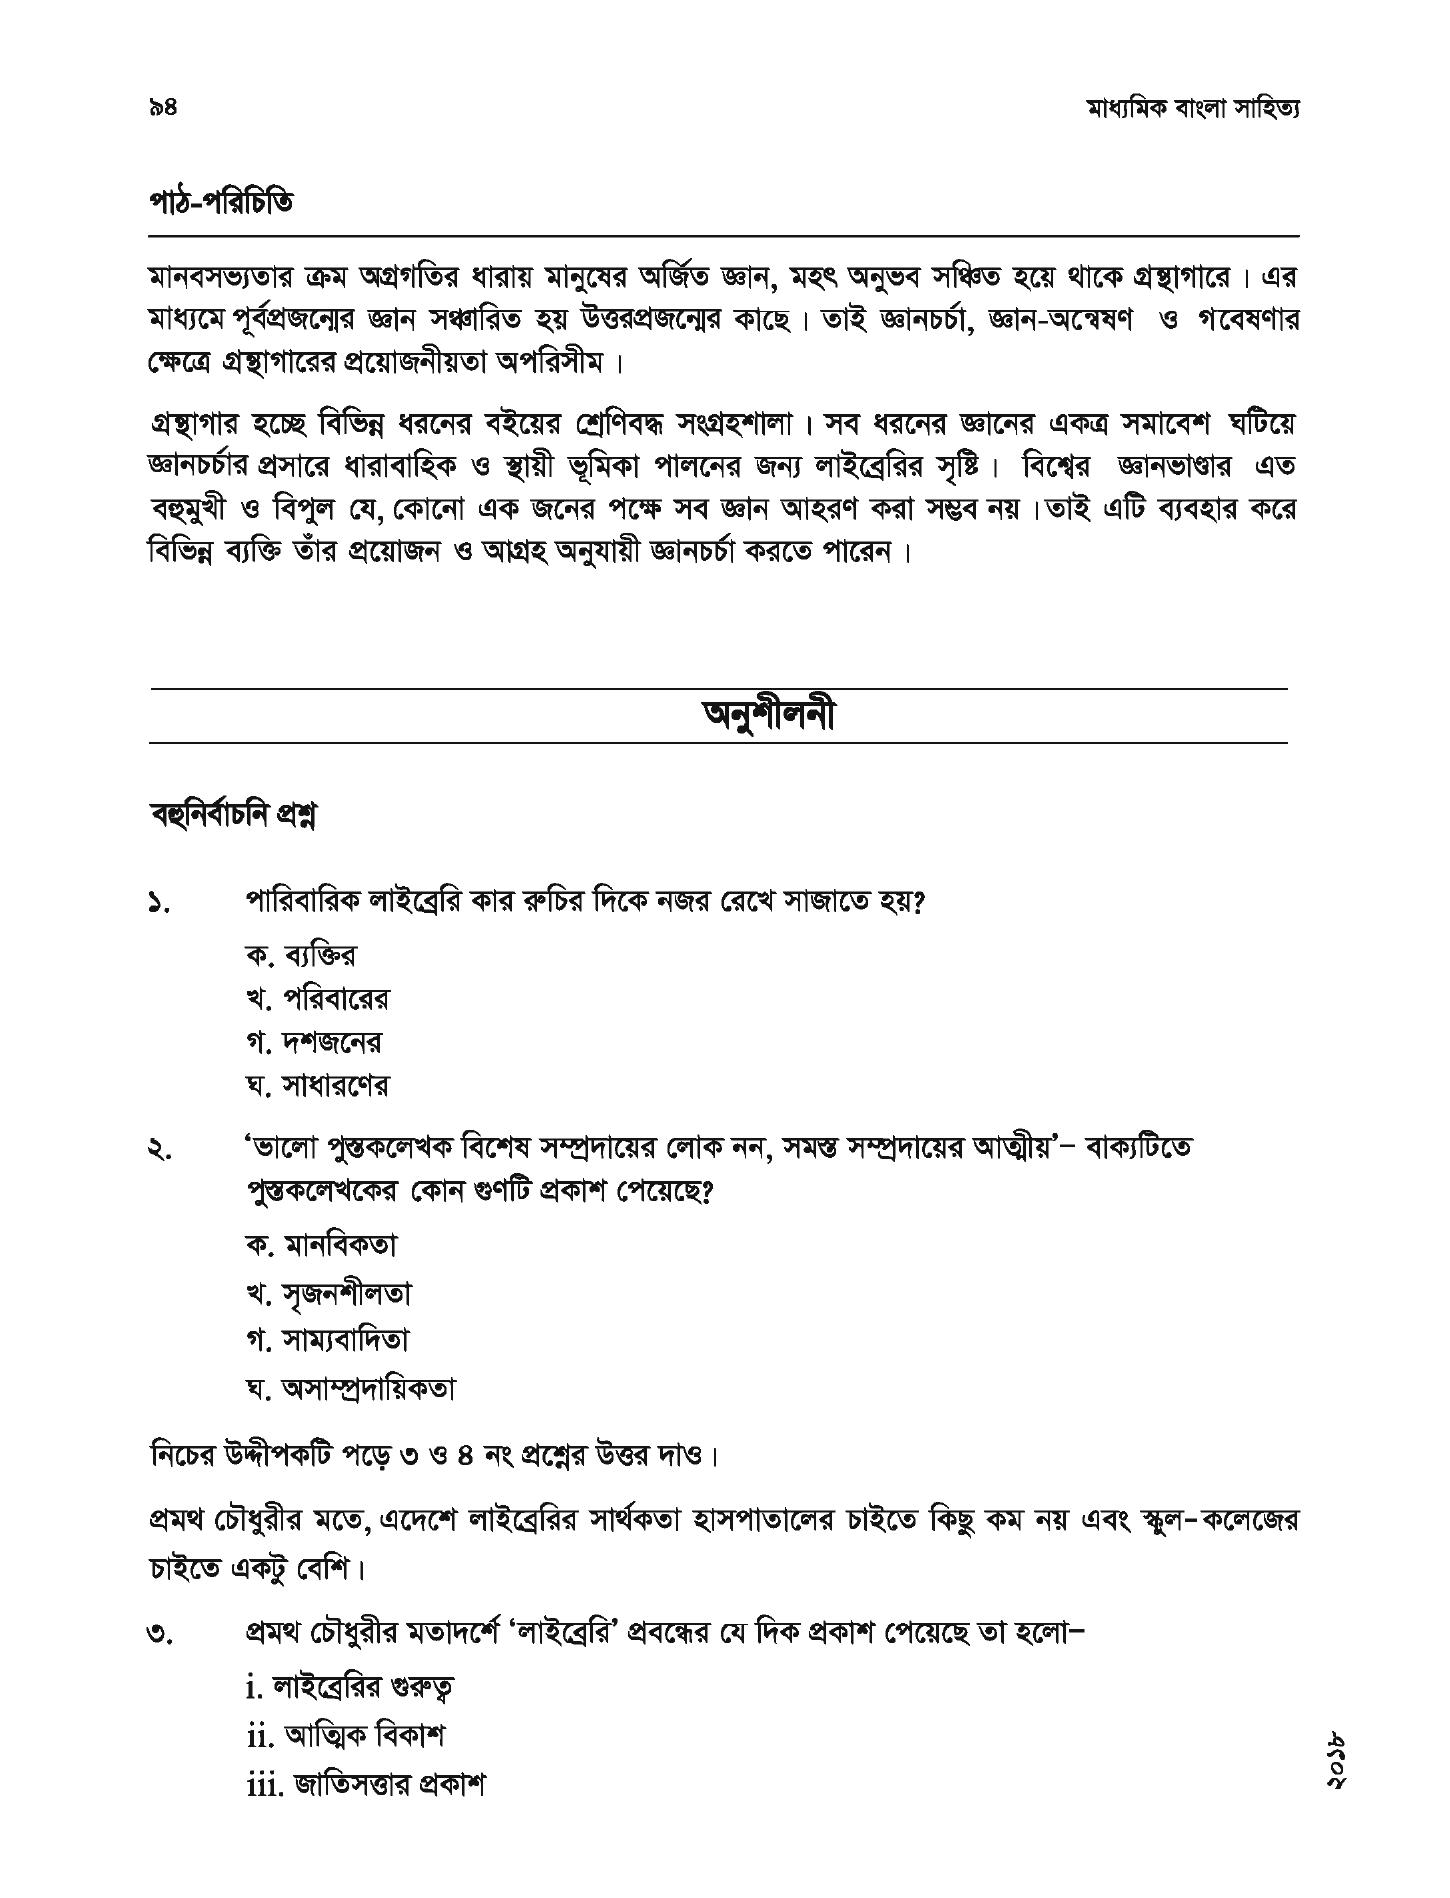 ৯৪
মাধ্যমিক বাংলা সাহিত্য
পাঠ-পরিচিতি
মানবসভ্যতার ক্রম অগ্রগতির ধারায় মানুষের অর্জিত জ্ঞান, মহৎ অনুভব সঞ্চিত হয়ে থাকে গ্রন্থাগারে। এর
মাধ্যমে পূর্বপ্রজন্মের জ্ঞান সঞ্চারিত হয় উত্তরপ্রজন্মের কাছে। তাই জ্ঞানচর্চা, জ্ঞান-অন্বেষণ ও গবেষণার
ক্ষেত্রে গ্রন্থাগারের প্রয়োজনীয়তা অপরিসীম।
গ্রন্থাগার হচ্ছে বিভিন্ন ধরনের বইয়ের শ্রেণিবদ্ধ সংগ্রহশালা। সব ধরনের জ্ঞানের একত্র সমাবেশ ঘটিয়ে
জ্ঞানচর্চার প্রসারে ধারাবাহিক ও স্থায়ী ভূমিকা পালনের জন্য লাইব্রেরির সৃষ্টি। বিশ্বের জ্ঞানভাণ্ডার এত
বহুমুখী ও বিপুল যে, কোনো এক জনের পক্ষে সব জ্ঞান আহরণ করা সম্ভব নয়। তাই এটি ব্যবহার করে
বিভিন্ন ব্যক্তি তাঁর প্রয়োজন ও আগ্রহ অনুযায়ী জ্ঞানচর্চা করতে পারেন।
অনুশীলনী
বহুনির্বাচনি প্রশ্ন
১. পারিবারিক লাইব্রেরি কার রুচির দিকে নজর রেখে সাজাতে হয়?
ক. ব্যক্তির
খ. পরিবারের
গ. দশজনের
ঘ. সাধারণের
২. ‘ভালো পুস্তকলেখক বিশেষ সম্প্রদায়ের লোক নন, সমস্ত সম্প্রদায়ের আত্মীয়’– বাক্যটিতে
পুস্তকলেখকের কোন গুণটি প্রকাশ পেয়েছে?
ক. মানবিকতা
খ. সৃজনশীলতা
গ. সাম্যবাদিতা
ঘ. অসাম্প্রদায়িকতা
নিচের উদ্দীপকটি পড়ে ৩ ও ৪ নং প্রশ্নের উত্তর দাও।
প্রমথ চৌধুরীর মতে, এদেশে লাইব্রেরির সার্থকতা হাসপাতালের চাইতে কিছু কম নয় এবং স্কুল-কলেজের
চাইতে একটু বেশি।
৩. প্রমথ চৌধুরীর মতাদর্শে ‘লাইব্রেরি’ প্রবন্ধের যে দিক প্রকাশ পেয়েছে তা হলো–
i. লাইব্রেরির গুরুত্ব
ii. আত্মিক বিকাশ
iii. জাতিসত্তার প্রকাশ
২০১৮